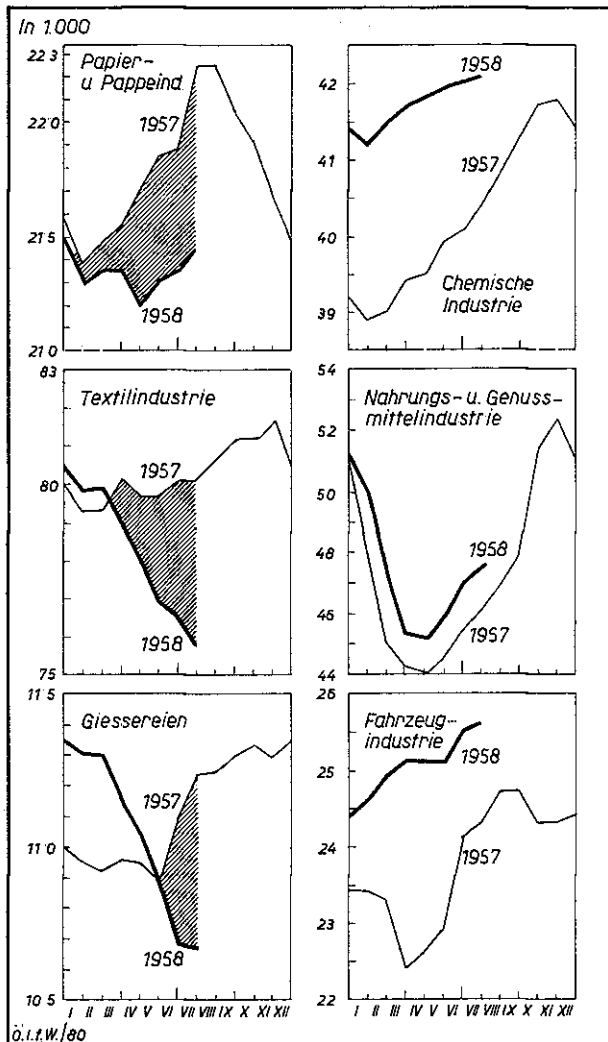 In 1.000
22˙3
Papier-
u Pappeind.
1957
22˙0
21˙5
1958
21˙0
42
1958
41
1957
40
Chemische
Industrie
39
83
Textilindustrie
1957
80
1958
75
54
Nahrungs- u. Genuss-
mittelindustrie
52
50
1958
48
1957
46
44
11˙5
Giessereien
1957
11˙0
1958
10˙5
26
Fahrzeug-
industrie
1958
25
1957
24
23
22
I II III IV V VI VII VIII IX X XI XII
I II III IV V VI VII VIII IX X XI XII
Ö.I.f.W./80